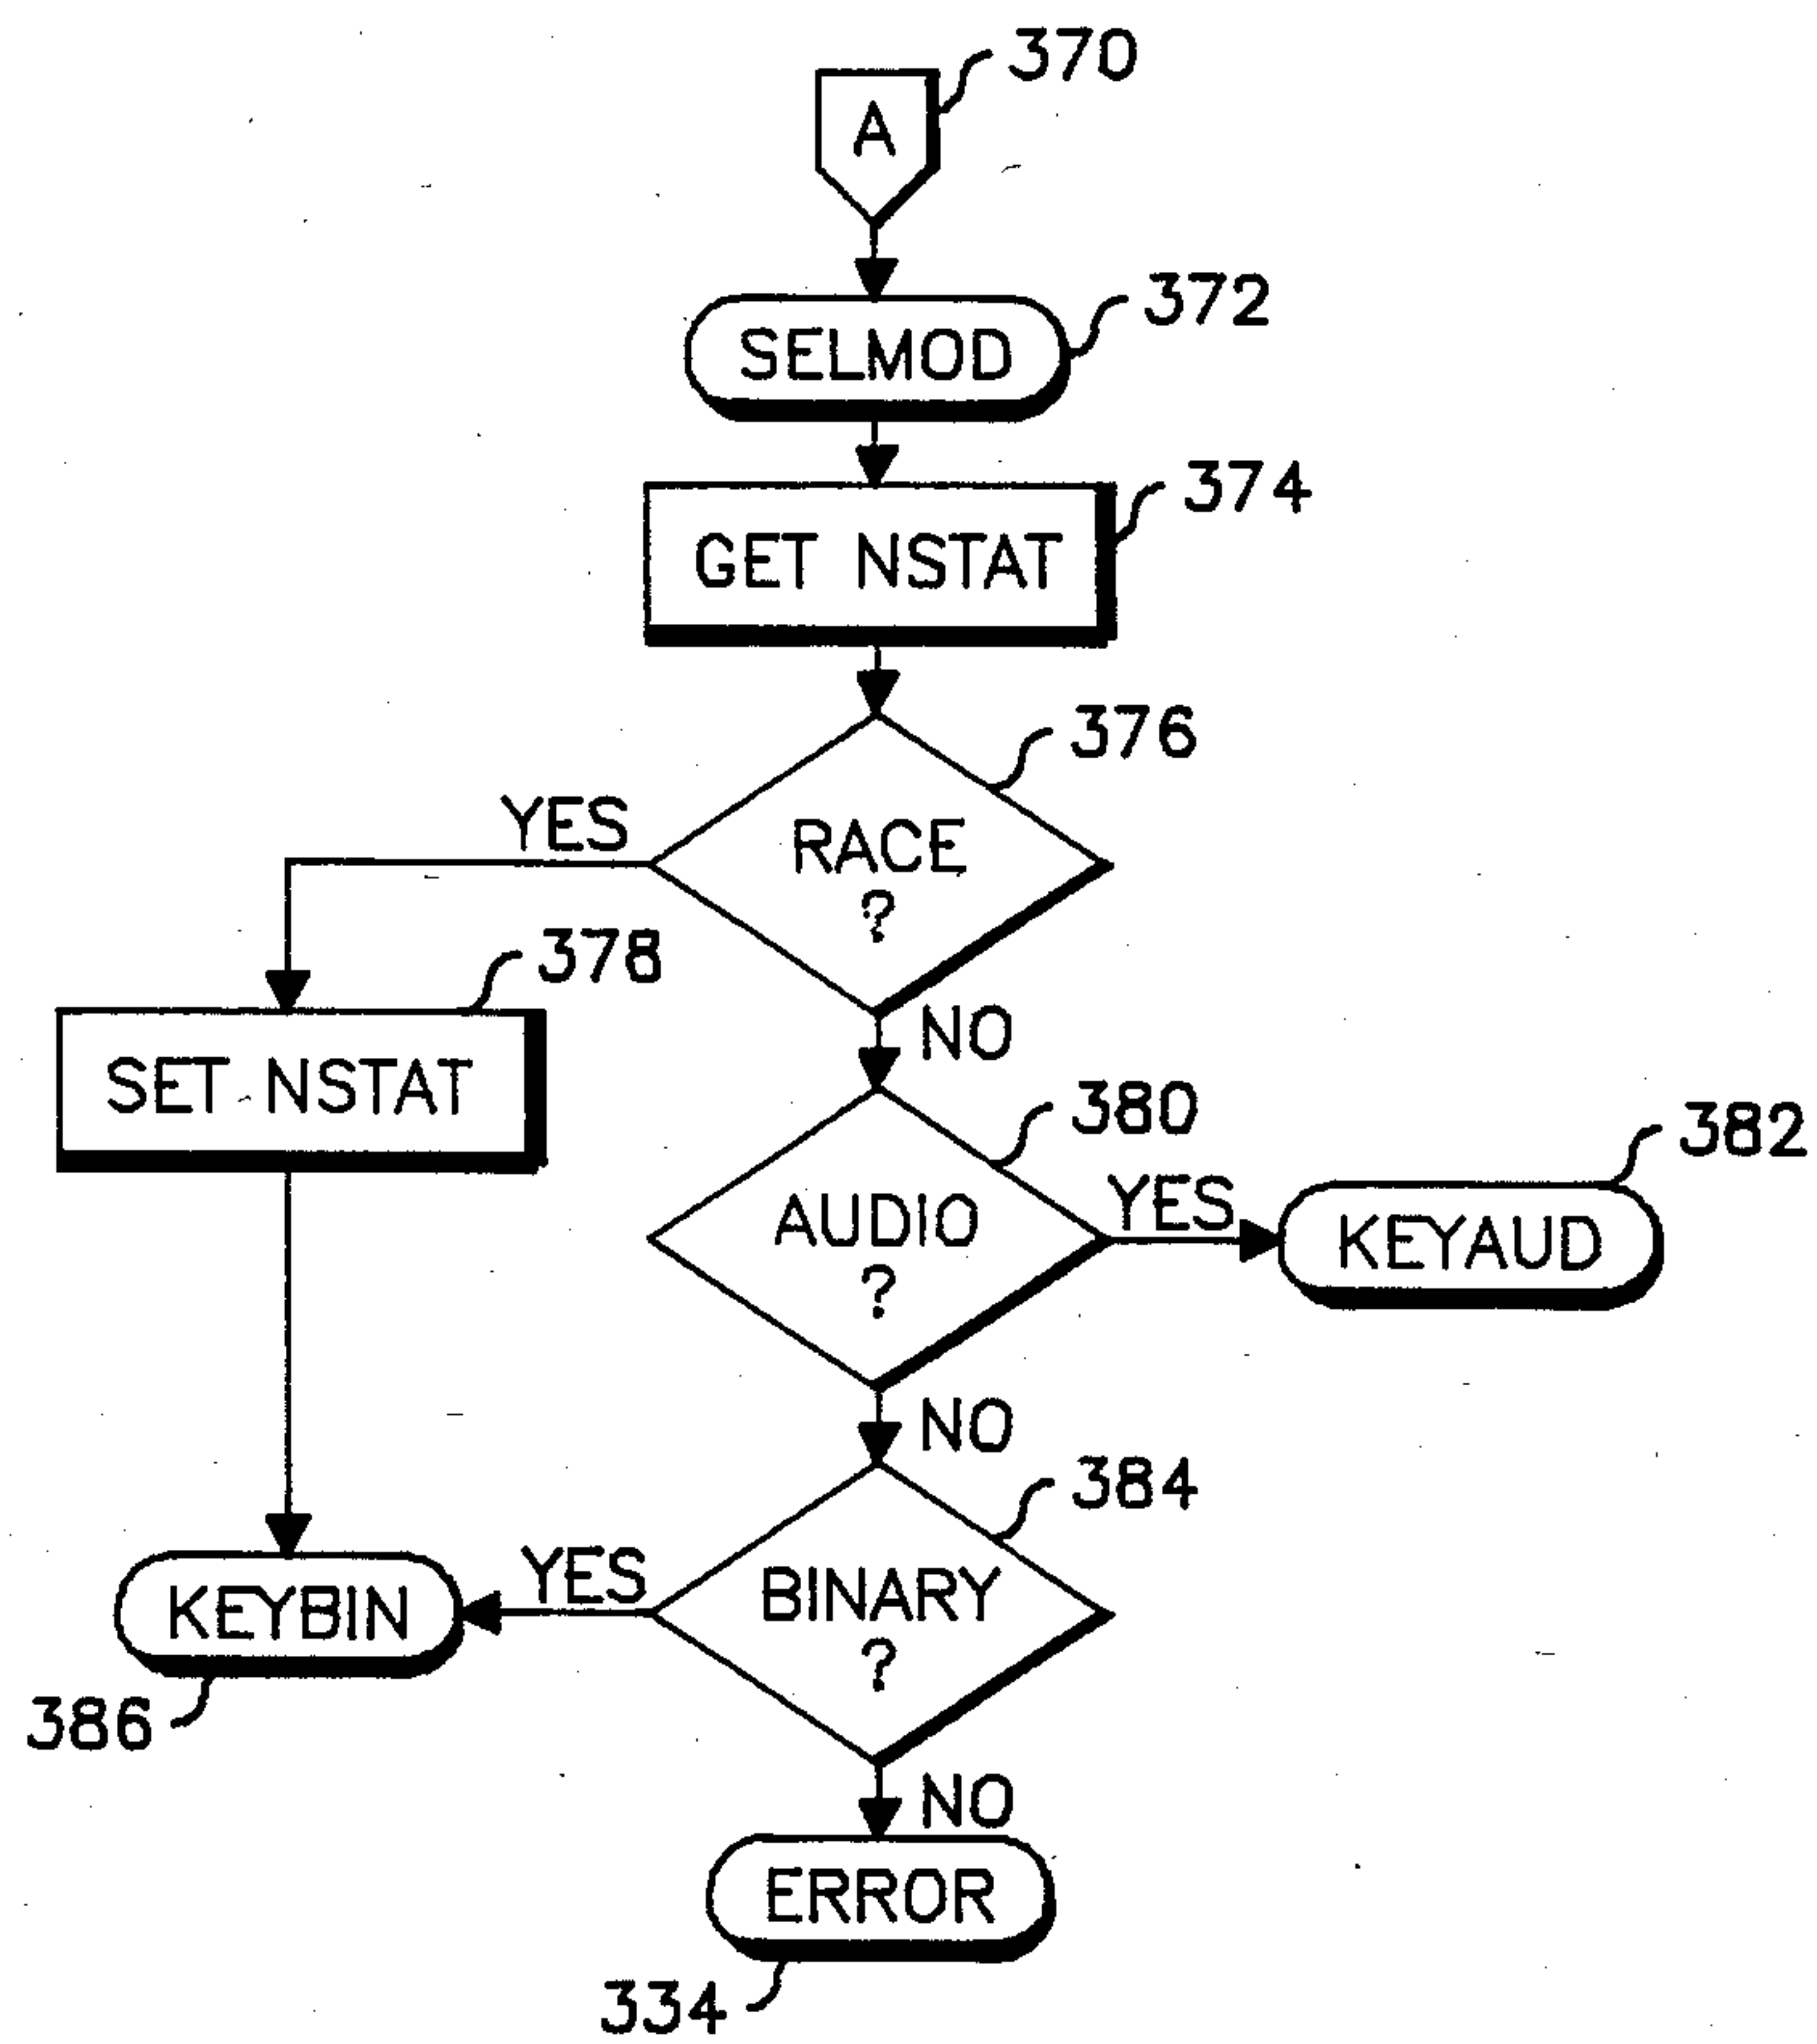 370
A
372
SELMOD
374
GET NSTAT
376
YES
RACE
?
378
NO
SET NSTAT
380
382
YES
AUDIO
?
KEYAUD
NO
384
YES
BINARY
?
KEYBIN
386
NO
ERROR
334